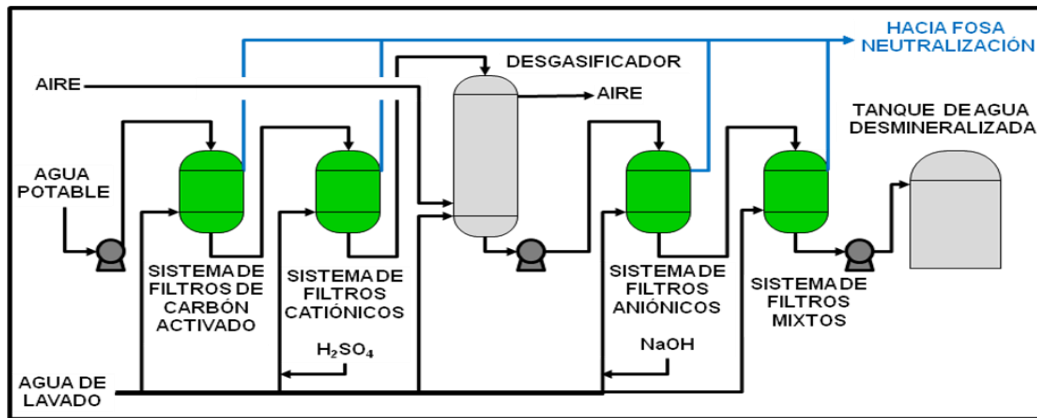 HACIA FOSA
NEUTRALIZACIÓN
DESGASIFICADOR
AIRE
AIRE
TANQUE DE AGUA
DESMINERALIZADA
AGUA
POTABLE
SISTEMA DE
FILTROS DE
CARBÓN
ACTIVADO
SISTEMA DE
FILTROS
CATIÓNICOS
SISTEMA DE
FILTROS
ANIÓNICOS
SISTEMA DE
FILTROS
MIXTOS
H₂SO₄
NaOH
AGUA DE
LAVADO